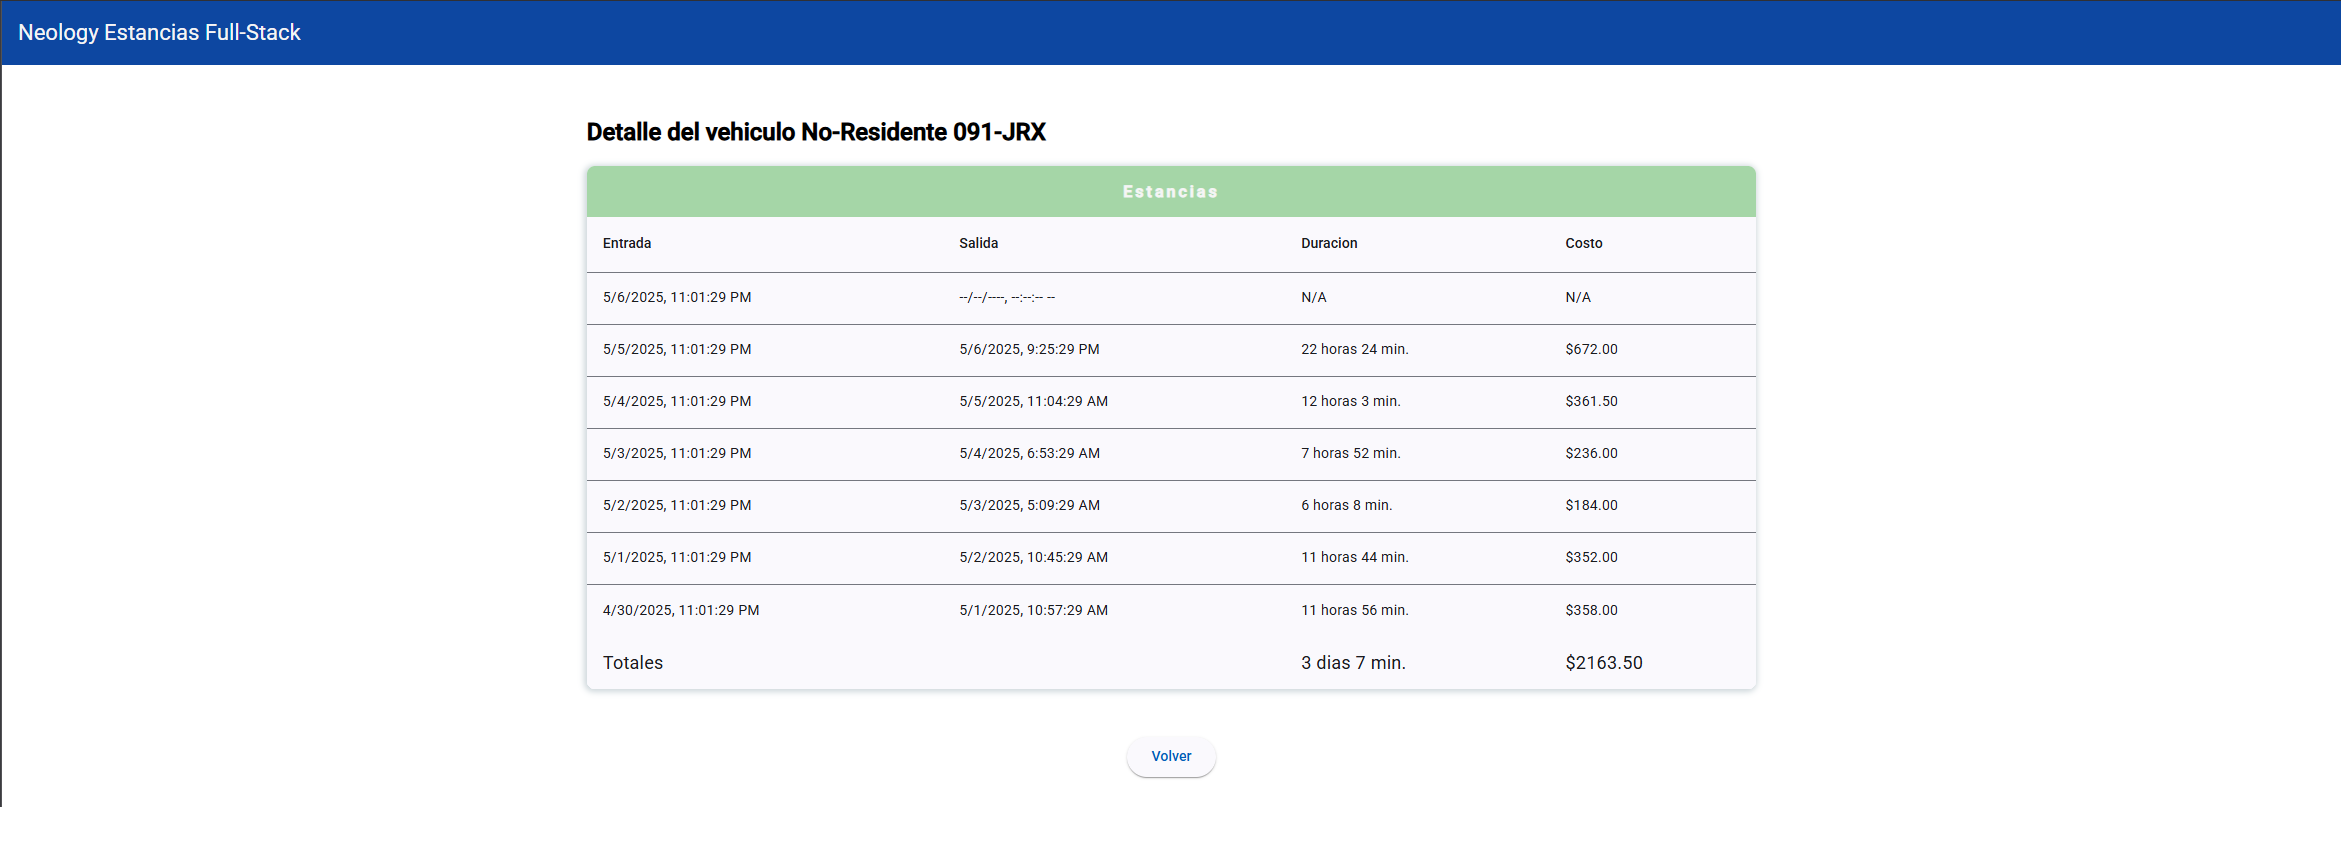 Neology Estancias Full-Stack
Detalle del vehiculo No-Residente 091-JRX
Estancias
Entrada Salida Duracion Costo
5/6/2025, 11:01:29 PM --/--/----, --:--:-- -- N/A N/A
5/5/2025, 11:01:29 PM 5/6/2025, 9:25:29 PM 22 horas 24 min. $672.00
5/4/2025, 11:01:29 PM 5/5/2025, 11:04:29 AM 12 horas 3 min. $361.50
5/3/2025, 11:01:29 PM 5/4/2025, 6:53:29 AM 7 horas 52 min. $236.00
5/2/2025, 11:01:29 PM 5/3/2025, 5:09:29 AM 6 horas 8 min. $184.00
5/1/2025, 11:01:29 PM 5/2/2025, 10:45:29 AM 11 horas 44 min. $352.00
4/30/2025, 11:01:29 PM 5/1/2025, 10:57:29 AM 11 horas 56 min. $358.00
Totales 3 dias 7 min. $2163.50
Volver